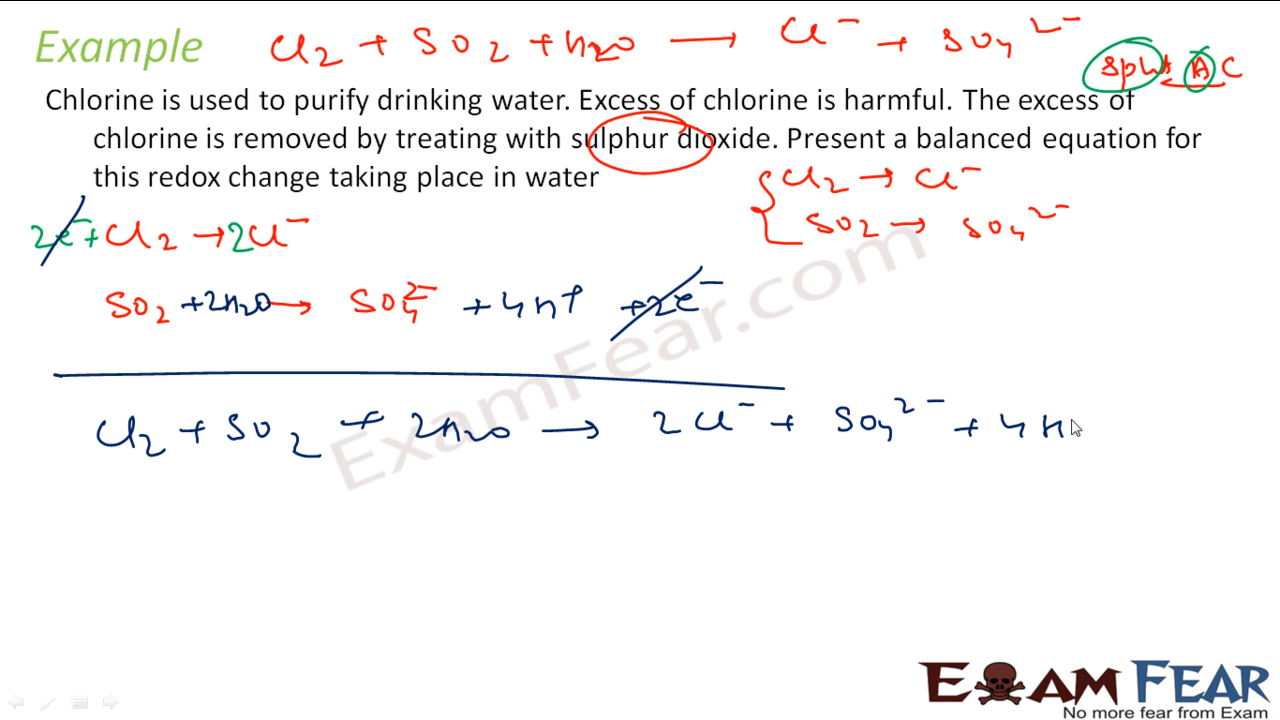 Example Cl2 + SO2 + H2O → Cl⁻ + SO4²⁻
Split A C
Chlorine is used to purify drinking water. Excess of chlorine is harmful. The excess of
chlorine is removed by treating with sulphur dioxide. Present a balanced equation for
this redox change taking place in water
Cl2 → Cl⁻
SO2 → SO4²⁻
2e⁻ + Cl2 → 2Cl⁻
SO2 + 2H2O → SO4²⁻ + 4H⁺ + 2e⁻
Cl2 + SO2 + 2H2O → 2Cl⁻ + SO4²⁻ + 4H
ExamFear.com
EXAM FEAR
No more fear from Exam